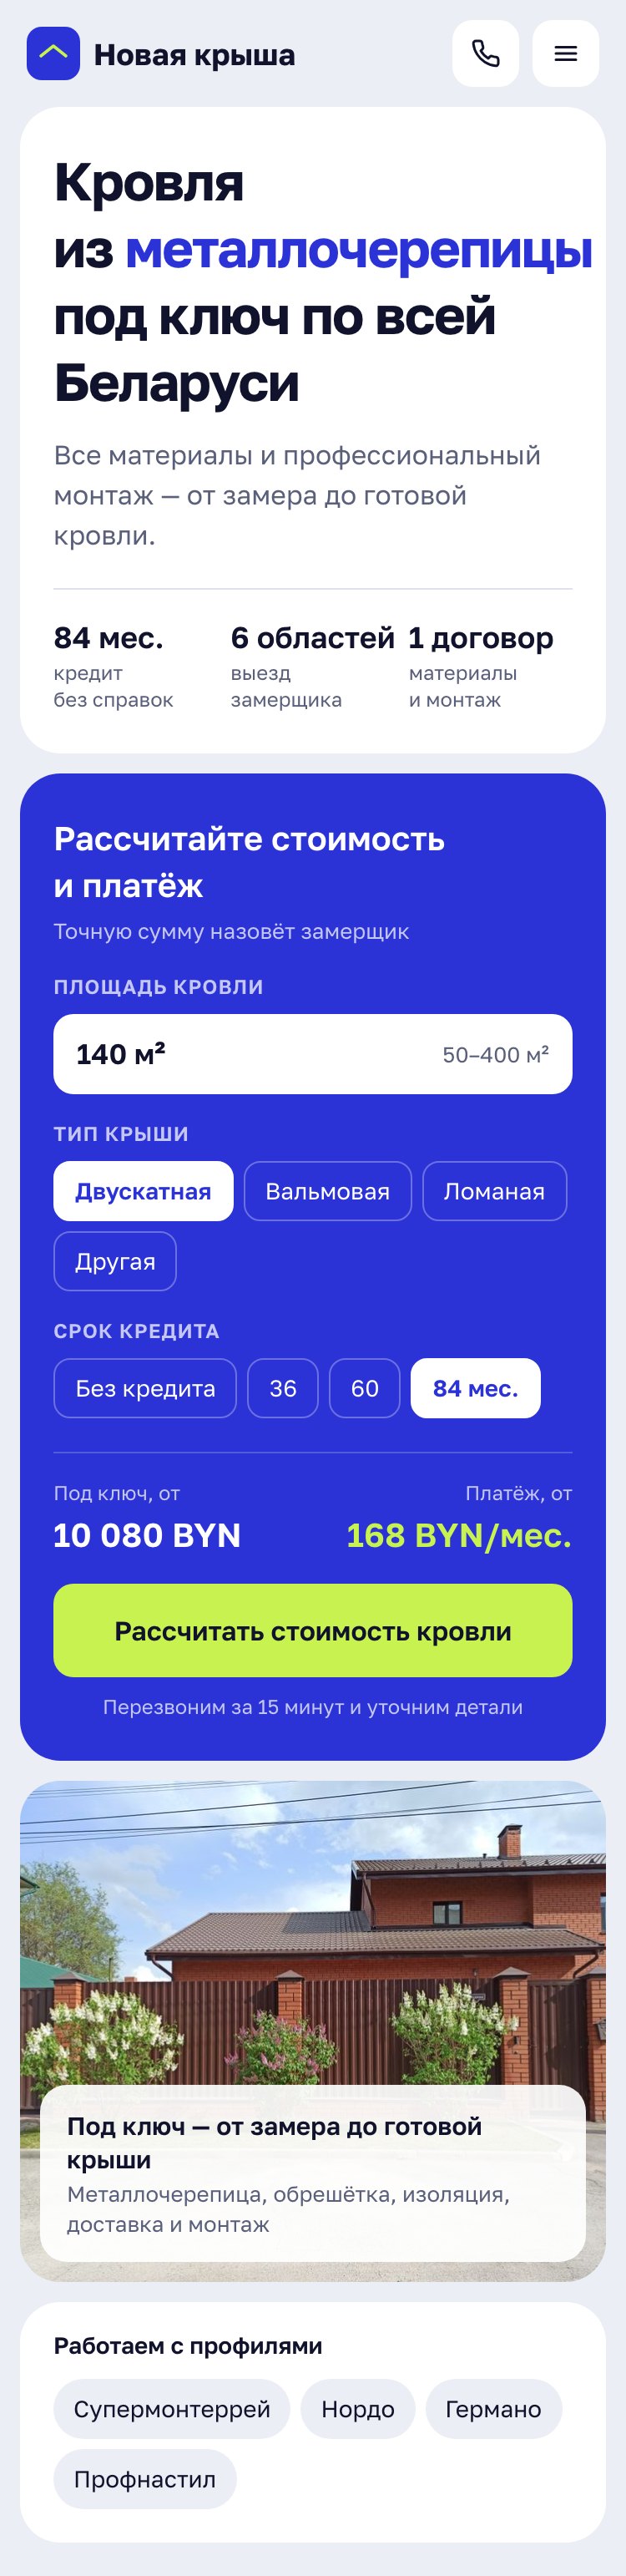 Новая крыша
Кровля
из металлочерепицы
под ключ по всей
Беларуси
Все материалы и профессиональный
монтаж — от замера до готовой
кровли.
84 мес.
кредит
без справок
6 областей
выезд
замерщика
1 договор
материалы
и монтаж
Рассчитайте стоимость
и платёж
Точную сумму назовёт замерщик
ПЛОЩАДЬ КРОВЛИ
140 м² 50–400 м²
ТИП КРЫШИ
Двускатная Вальмовая Ломаная
Другая
СРОК КРЕДИТА
Без кредита 36 60 84 мес.
Под ключ, от Платёж, от
10 080 BYN 168 BYN/мес.
Рассчитать стоимость кровли
Перезвоним за 15 минут и уточним детали
Под ключ — от замера до готовой
крыши
Металлочерепица, обрешётка, изоляция,
доставка и монтаж
Работаем с профилями
Супермонтеррей Нордо Германо
Профнастил